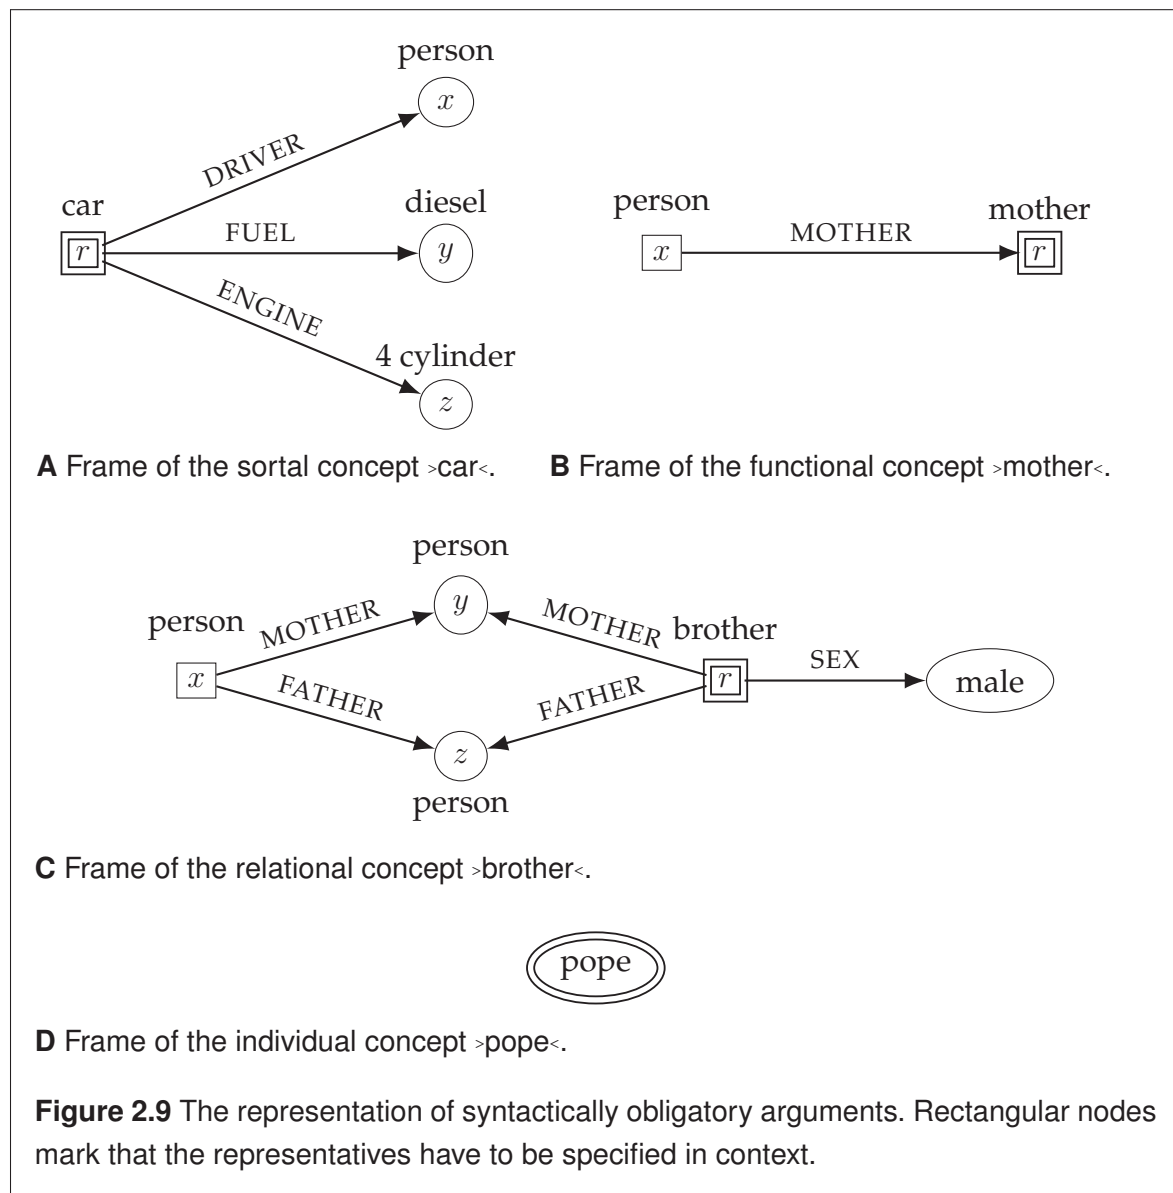 person
x
DRIVER
car
r
FUEL
diesel
y
ENGINE
4 cylinder
z
person
x
MOTHER
mother
r
A Frame of the sortal concept ›car‹.
B Frame of the functional concept ›mother‹.
person
y
person
x
MOTHER
MOTHER
brother
r
SEX
male
FATHER
FATHER
z
person
C Frame of the relational concept ›brother‹.
pope
D Frame of the individual concept ›pope‹.
Figure 2.9 The representation of syntactically obligatory arguments. Rectangular nodes
mark that the representatives have to be specified in context.